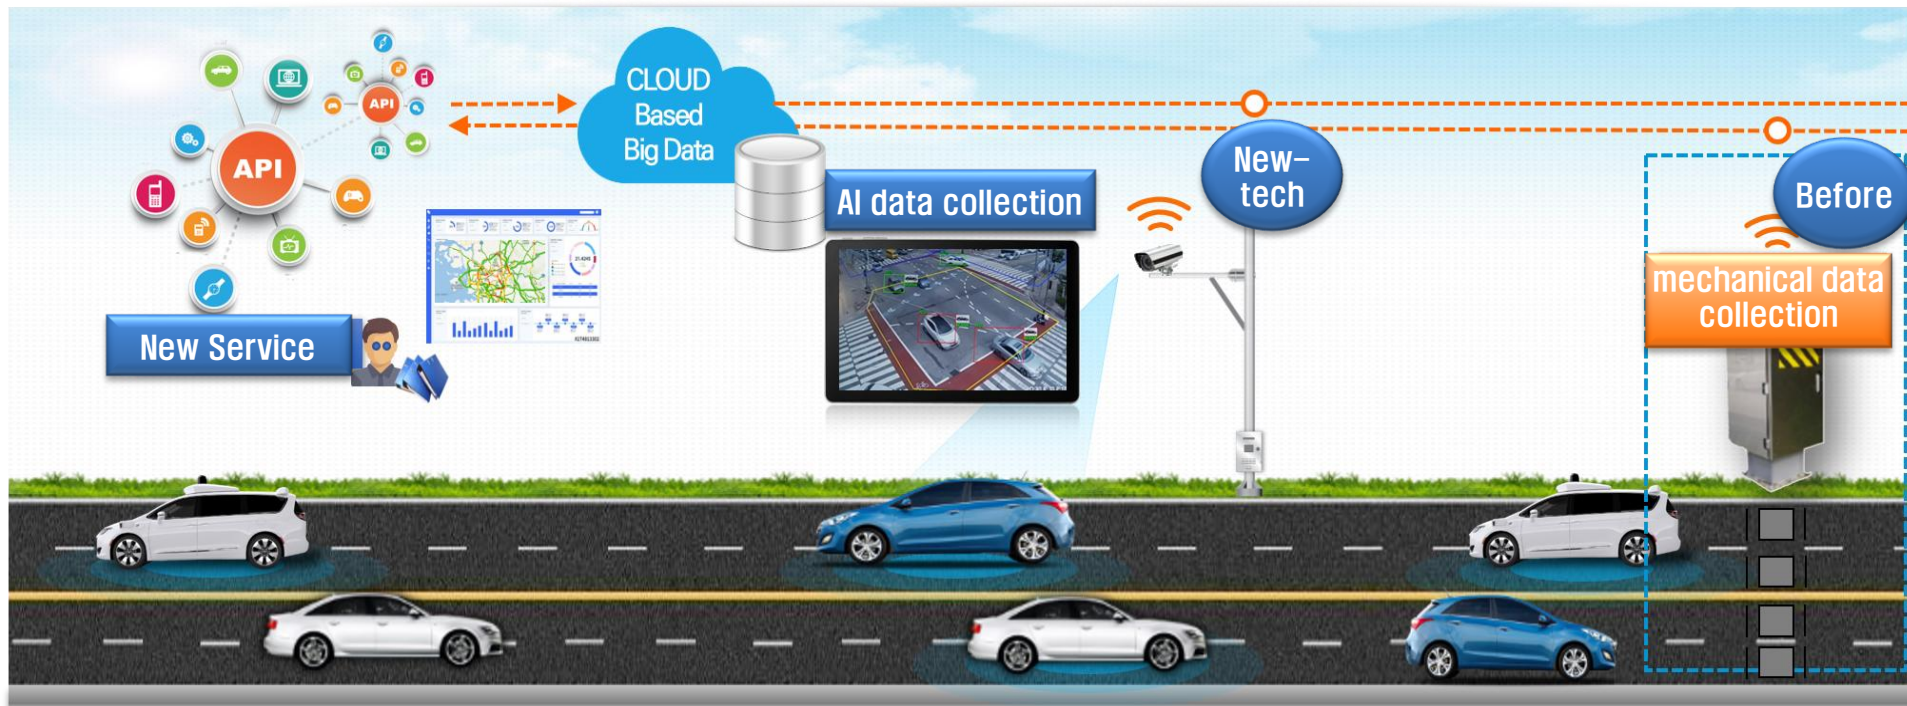 API
API
CLOUD
Based
Big Data
New-
tech
Before
AI data collection
mechanical data
collection
New Service